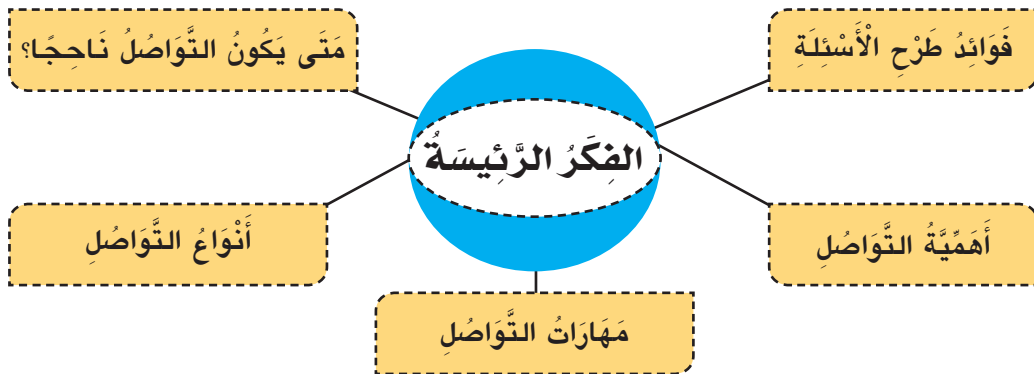 فَوَائِدُ طَرْحِ الْأَسْئِلَةِ
مَتَى يَكُونُ التَّوَاصُلُ نَاجِحًا؟
الفِكَرُ الرَّئِيسَةُ
أَهَمِّيَّةُ التَّوَاصُلِ
أَنْوَاعُ التَّوَاصُلِ
مَهَارَاتُ التَّوَاصُلِ